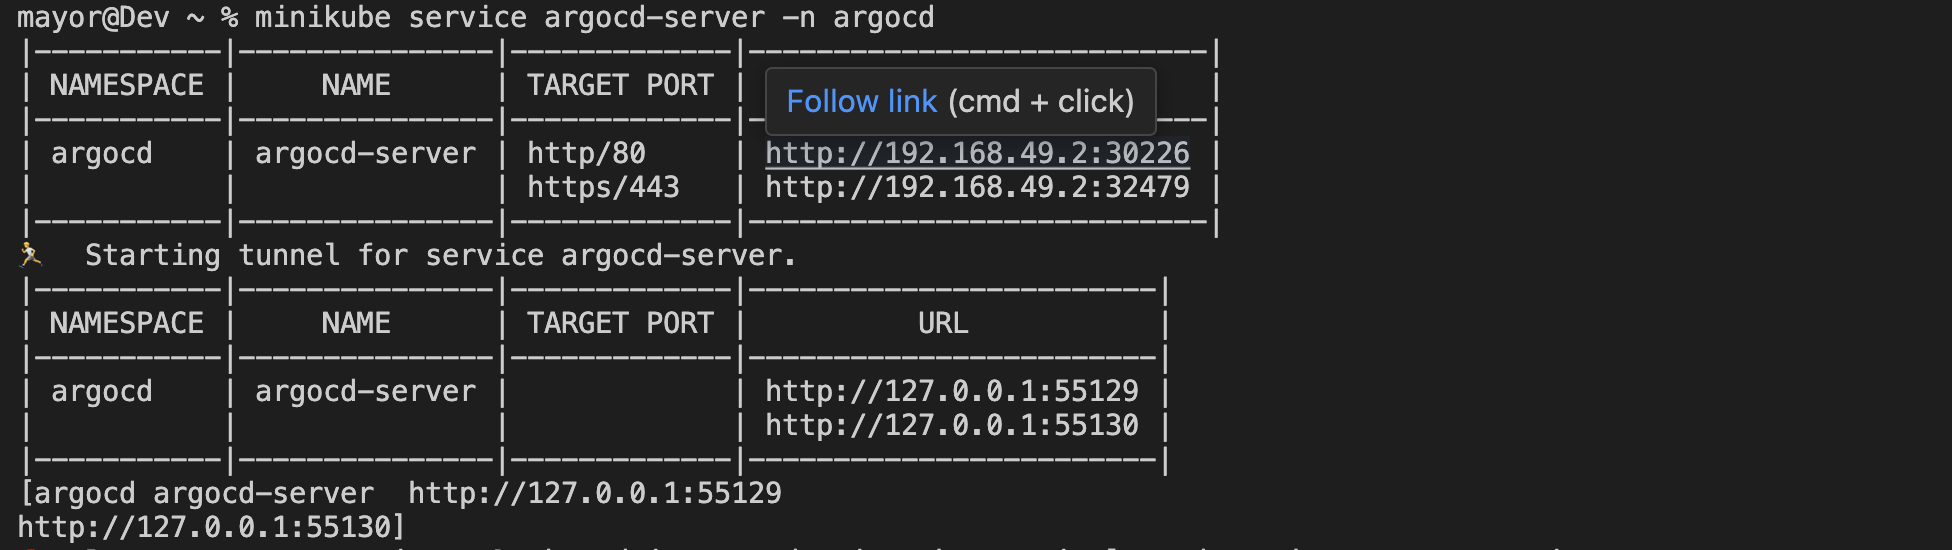 mayor@Dev ~ % minikube service argocd-server -n argocd
|-----------|---------------|-------------|---------------------------|
| NAMESPACE |     NAME      | TARGET PORT |
Follow link (cmd + click)
|-----------|---------------|-------------|---------------------------|
| argocd    | argocd-server | http/80     | http://192.168.49.2:30226 |
|           |               | https/443   | http://192.168.49.2:32479 |
|-----------|---------------|-------------|---------------------------|
🏃  Starting tunnel for service argocd-server.
|-----------|---------------|-------------|------------------------|
| NAMESPACE |     NAME      | TARGET PORT |          URL           |
|-----------|---------------|-------------|------------------------|
| argocd    | argocd-server |             | http://127.0.0.1:55129 |
|           |               |             | http://127.0.0.1:55130 |
|-----------|---------------|-------------|------------------------|
[argocd argocd-server  http://127.0.0.1:55129
http://127.0.0.1:55130]